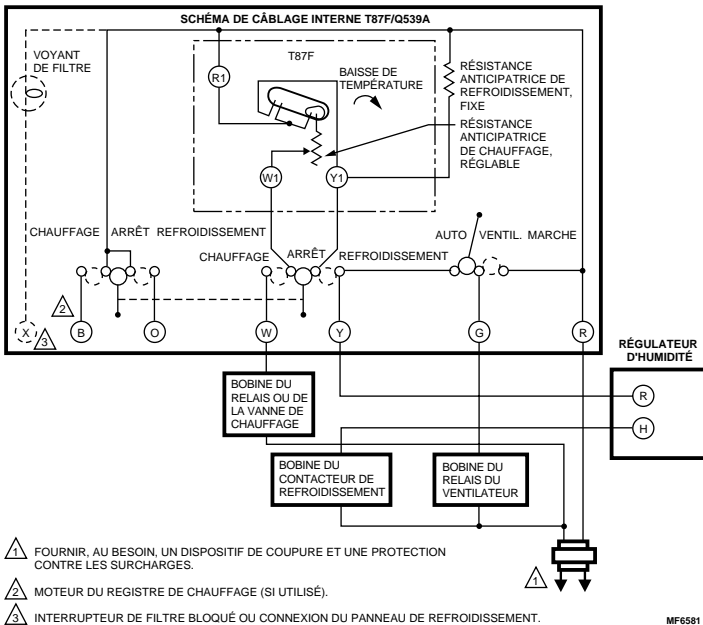 SCHÉMA DE CÂBLAGE INTERNE T87F/Q539A
VOYANT
DE FILTRE
T87F
R1
BAISSE DE
TEMPÉRATURE
RÉSISTANCE
ANTICIPATRICE DE
REFROIDISSEMENT,
FIXE
RÉSISTANCE
ANTICIPATRICE
DE CHAUFFAGE,
RÉGLABLE
W1
Y1
CHAUFFAGE ARRÊT REFROIDISSEMENT
CHAUFFAGE ARRÊT REFROIDISSEMENT
AUTO VENTIL. MARCHE
X
3
2
B
O
W
Y
G
R
RÉGULATEUR
D'HUMIDITÉ
R
H
BOBINE DU
RELAIS OU DE
LA VANNE DE
CHAUFFAGE
BOBINE DU
CONTACTEUR DE
REFROIDISSEMENT
BOBINE DU
RELAIS DU
VENTILATEUR
1
1 FOURNIR, AU BESOIN, UN DISPOSITIF DE COUPURE ET UNE PROTECTION
CONTRE LES SURCHARGES.
2 MOTEUR DU REGISTRE DE CHAUFFAGE (SI UTILISÉ).
3 INTERRUPTEUR DE FILTRE BLOQUÉ OU CONNEXION DU PANNEAU DE REFROIDISSEMENT.
MF6581